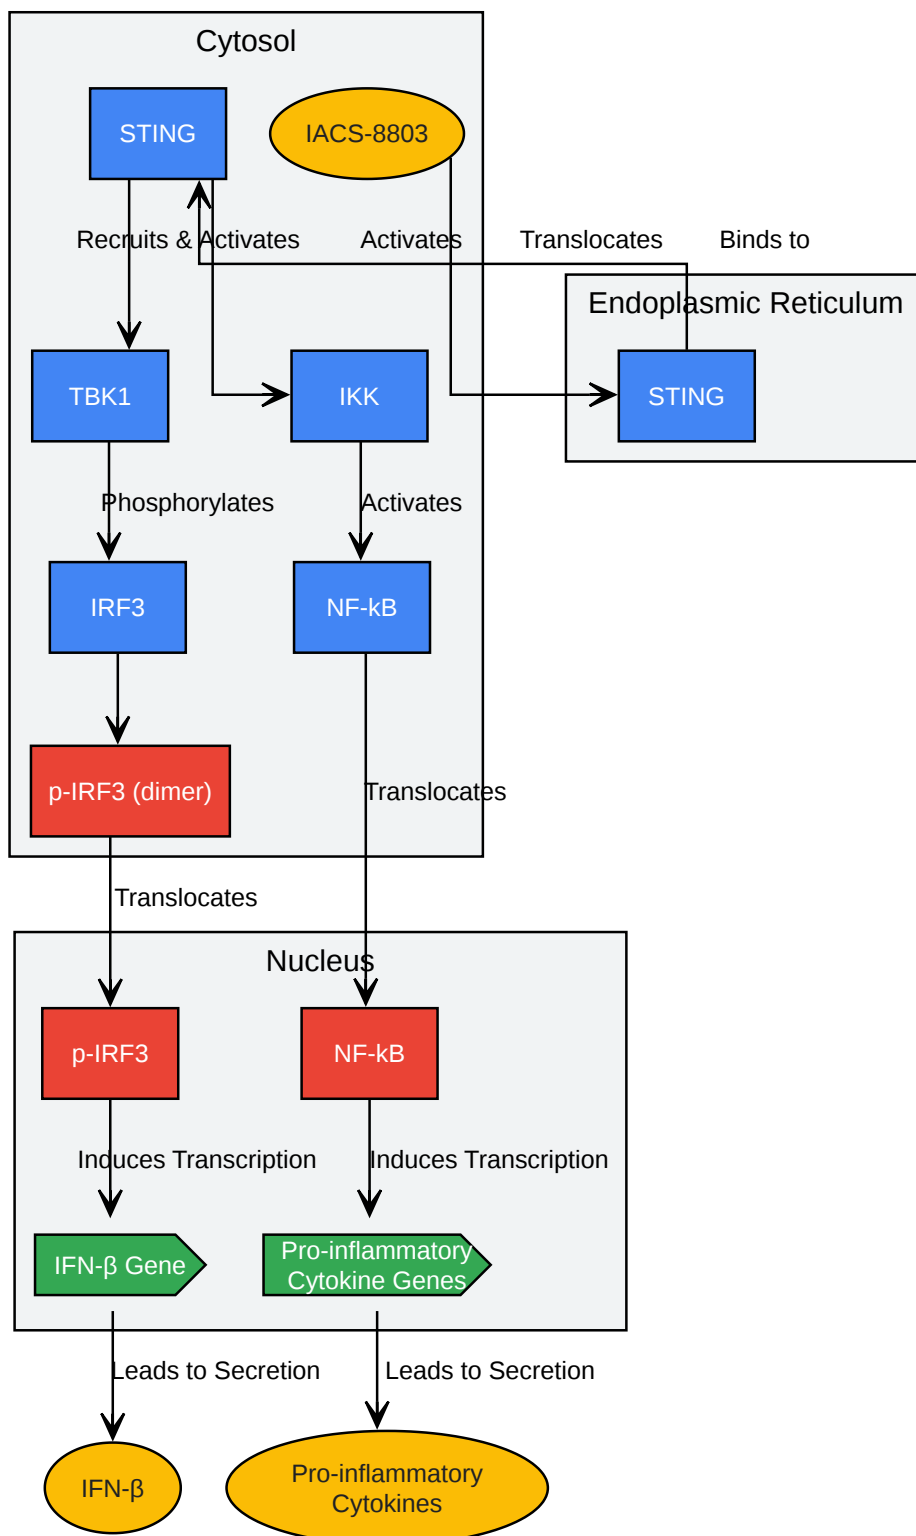 Cytosol
STING
IACS-8803
Recruits & Activates
Activates
Translocates
Binds to
Endoplasmic Reticulum
TBK1
IKK
STING
Phosphorylates
Activates
IRF3
NF-kB
p-IRF3 (dimer)
Translocates
Translocates
Nucleus
p-IRF3
NF-kB
Induces Transcription
Induces Transcription
IFN-β Gene
Pro-inflammatory
Cytokine Genes
Leads to Secretion
Leads to Secretion
IFN-β
Pro-inflammatory
Cytokines